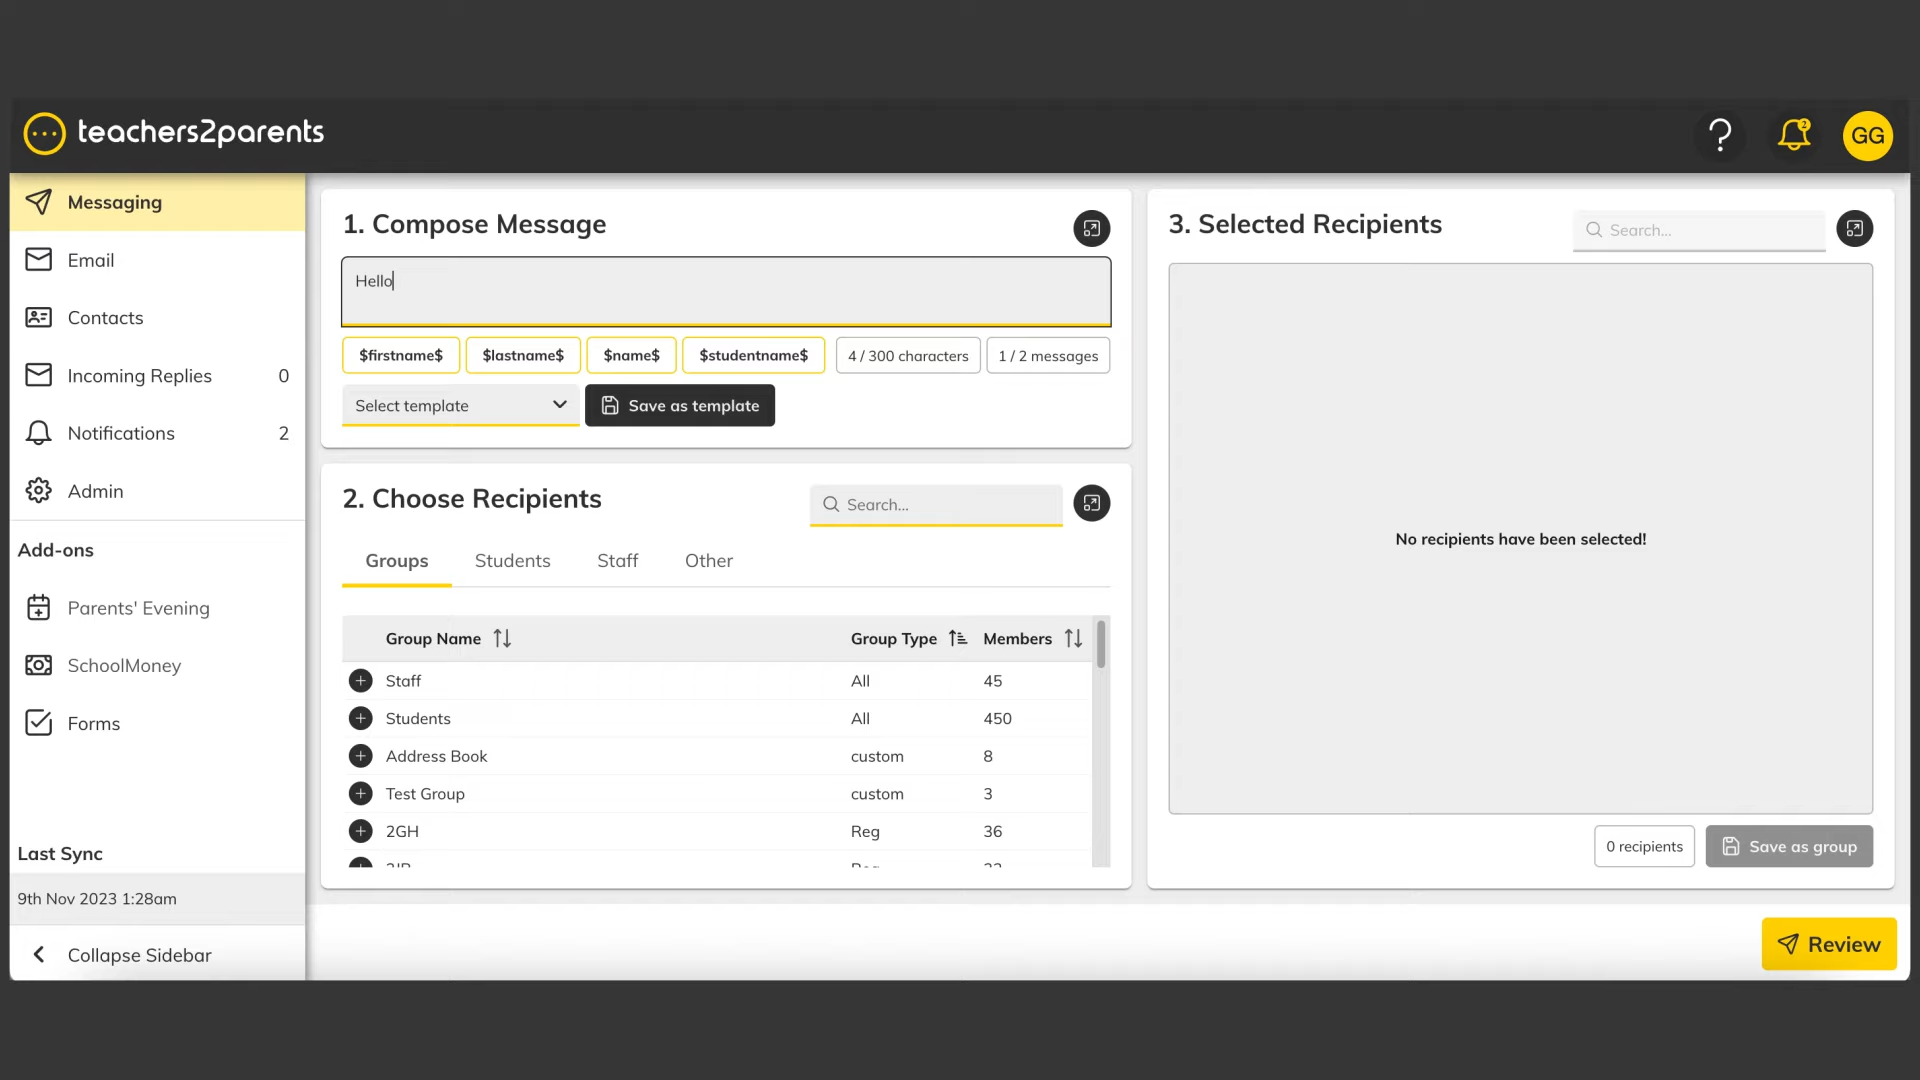 teachers2parents
?
2
GG
Messaging
Email
Contacts
Incoming Replies 0
Notifications 2
Admin
Add-ons
Parents' Evening
SchoolMoney
Forms
Last Sync
9th Nov 2023 1:28am
Collapse Sidebar
1. Compose Message
Hello
$firstname$ $lastname$ $name$ $studentname$ 4 / 300 characters 1 / 2 messages
Select template Save as template
2. Choose Recipients Search...
Groups Students Staff Other
Group Name Group Type Members
Staff All 45
Students All 450
Address Book custom 8
Test Group custom 3
2GH Reg 36
3. Selected Recipients Search...
No recipients have been selected!
0 recipients Save as group
Review